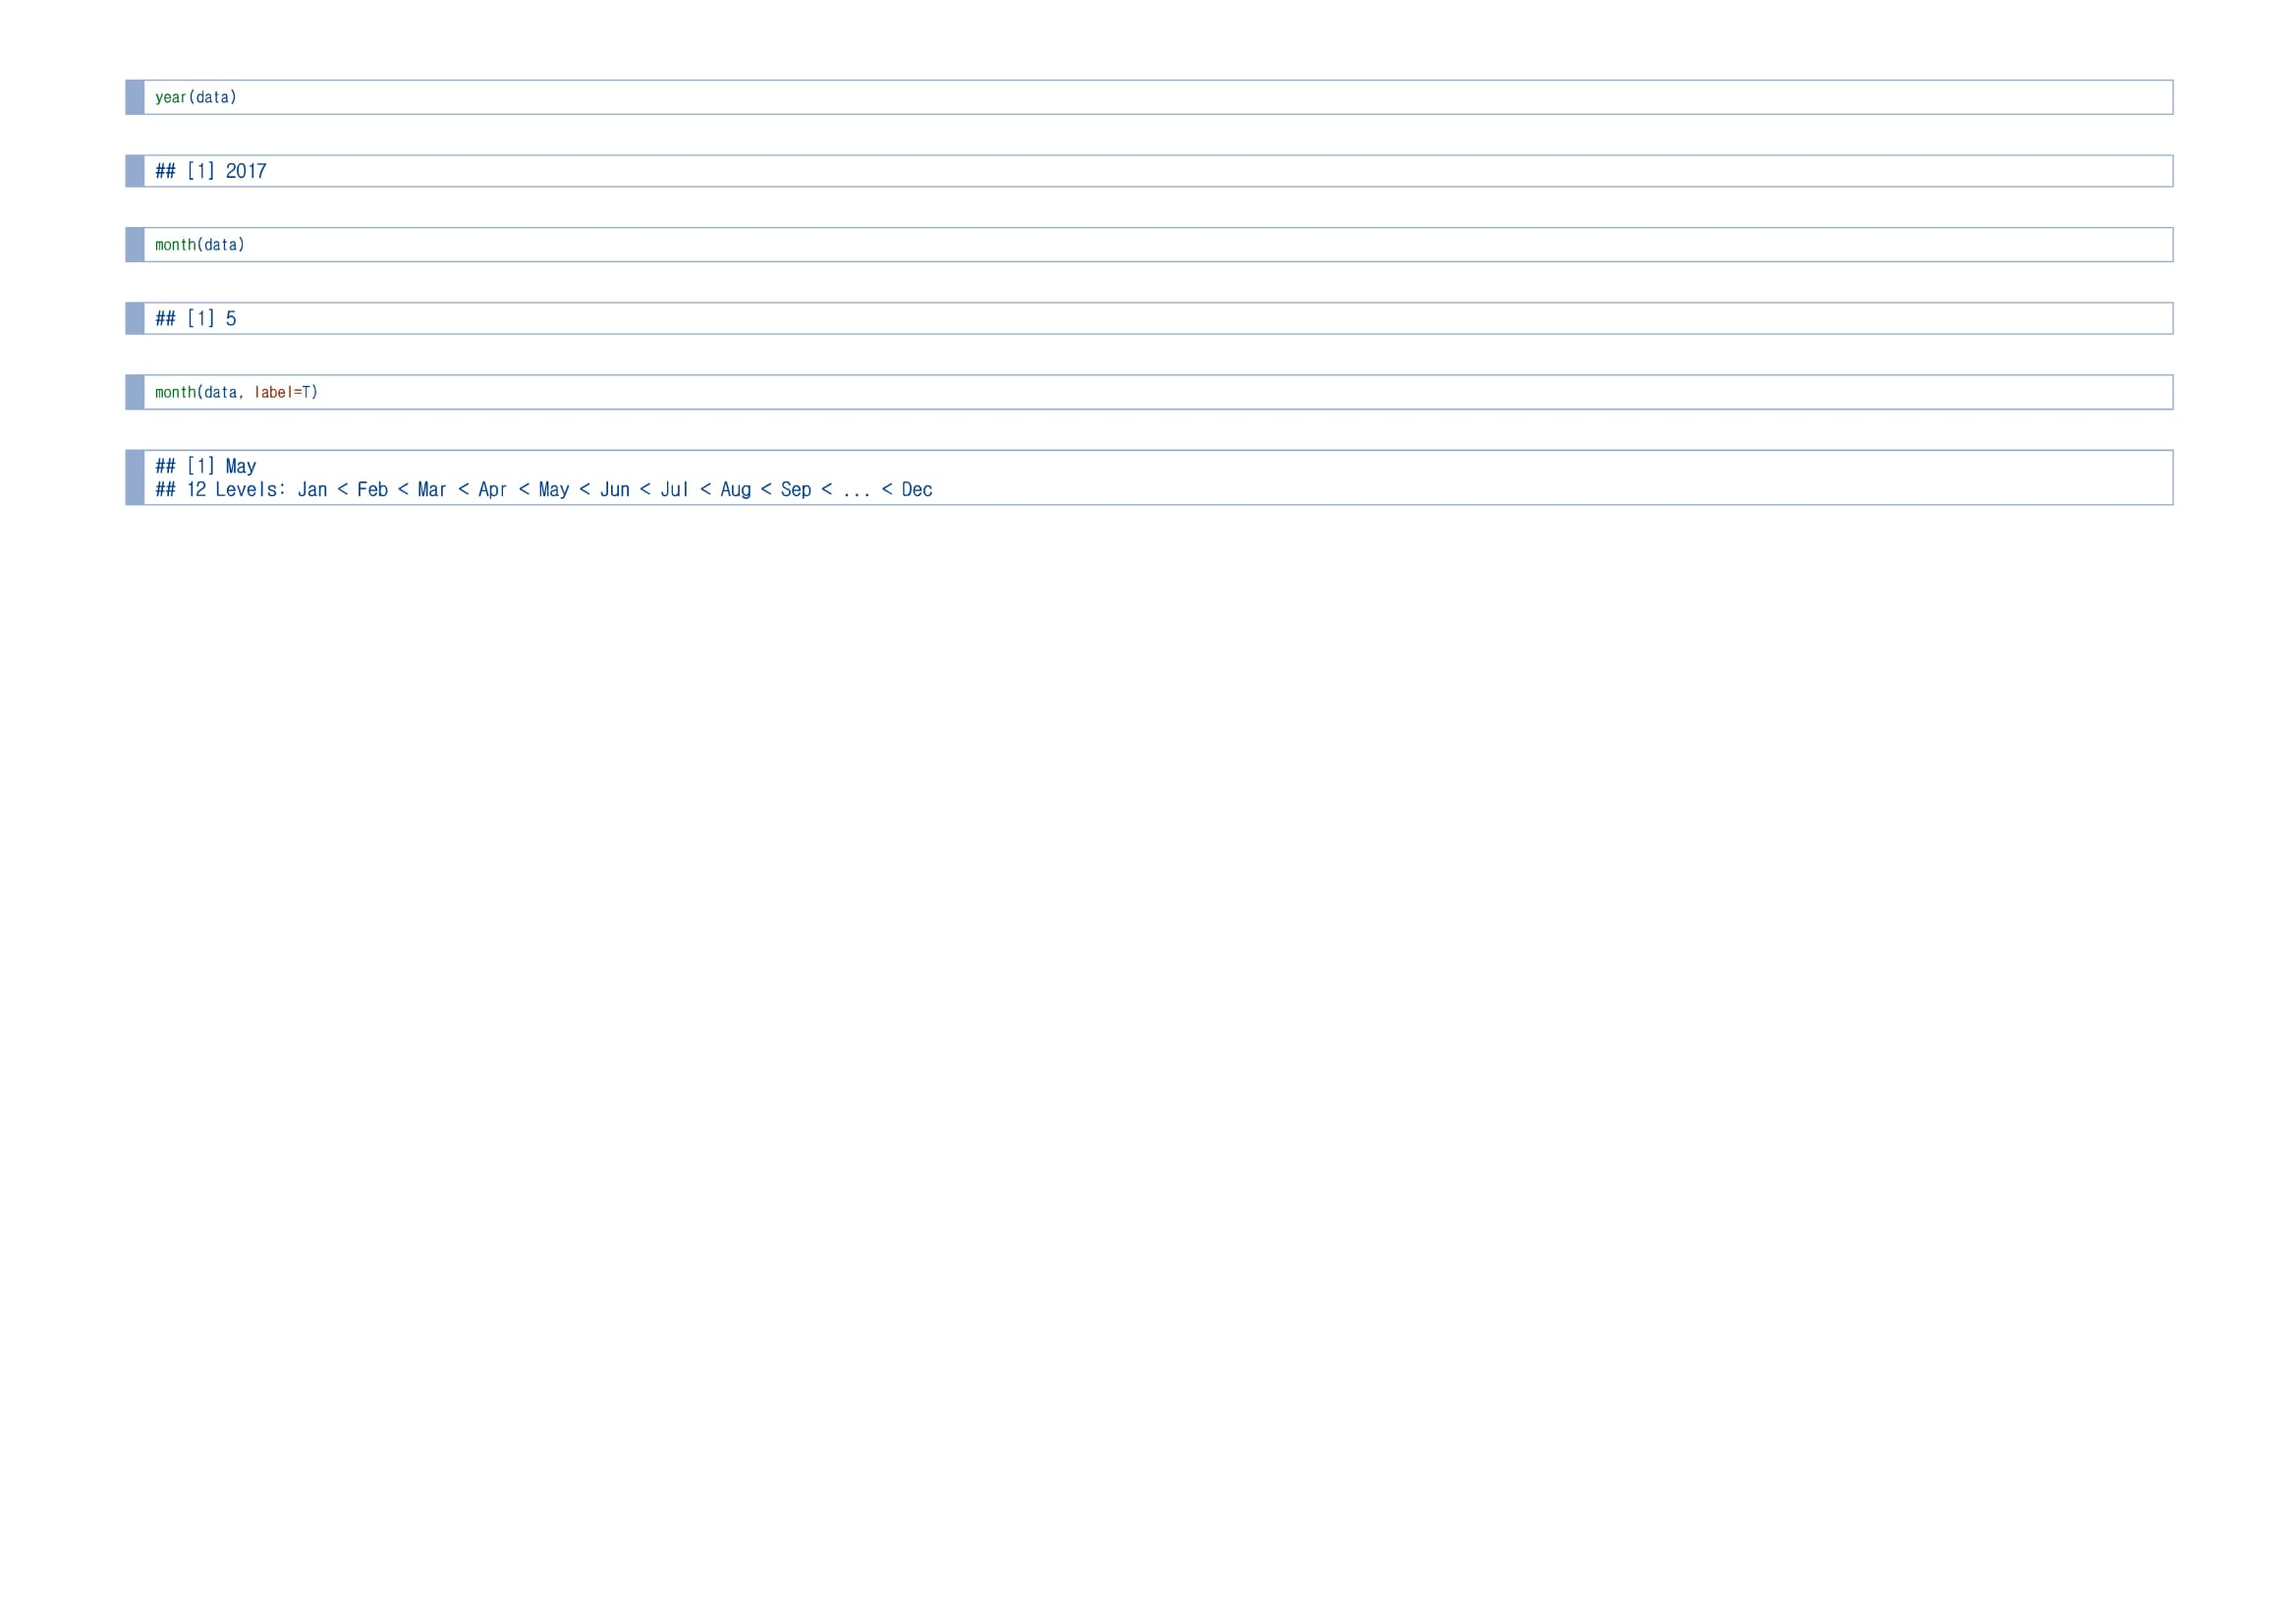 year(data)
## [1] 2017
month(data)
## [1] 5
month(data, label=T)
## [1] May
## 12 Levels: Jan < Feb < Mar < Apr < May < Jun < Jul < Aug < Sep < ... < Dec